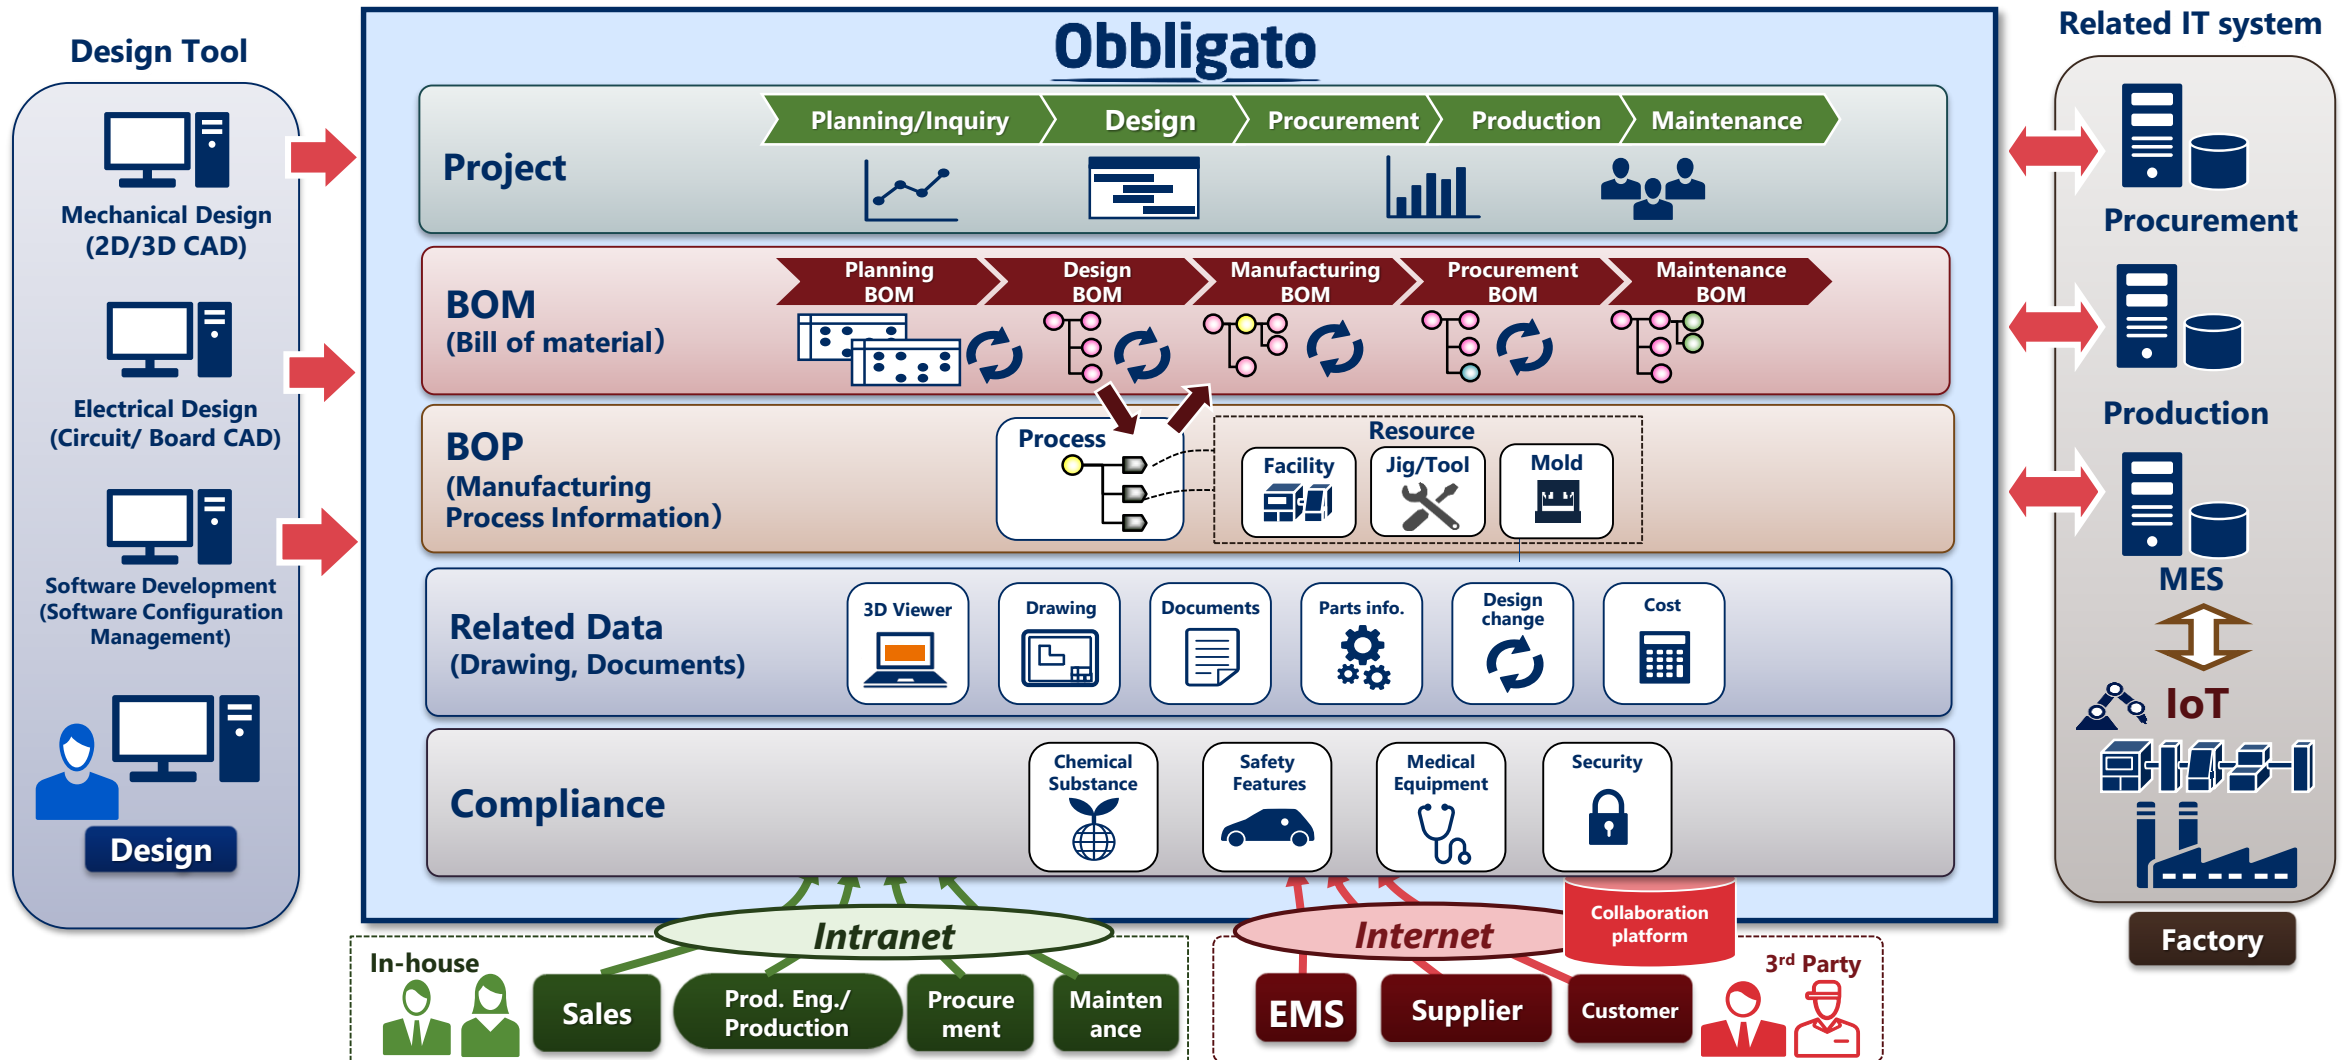 Obbligato
Design Tool
Mechanical Design
(2D/3D CAD)
Electrical Design
(Circuit/ Board CAD)
Software Development
(Software Configuration
Management)
Design
Project
Planning/Inquiry
Design
Procurement
Production
Maintenance
BOM
(Bill of material）
Planning
BOM
Design
BOM
Manufacturing
BOM
Procurement
BOM
Maintenance
BOM
BOP
(Manufacturing
Process Information）
Process
Resource
Facility
Jig/Tool
Mold
Related Data
(Drawing, Documents)
3D Viewer
Drawing
Documents
Parts info.
Design
change
Cost
Compliance
Chemical
Substance
Safety
Features
Medical
Equipment
Security
Intranet
In-house
Sales
Prod. Eng./
Production
Procure
ment
Mainten
ance
Internet
Collaboration
platform
3rd Party
EMS
Supplier
Customer
Related IT system
Procurement
Production
MES
IoT
Factory